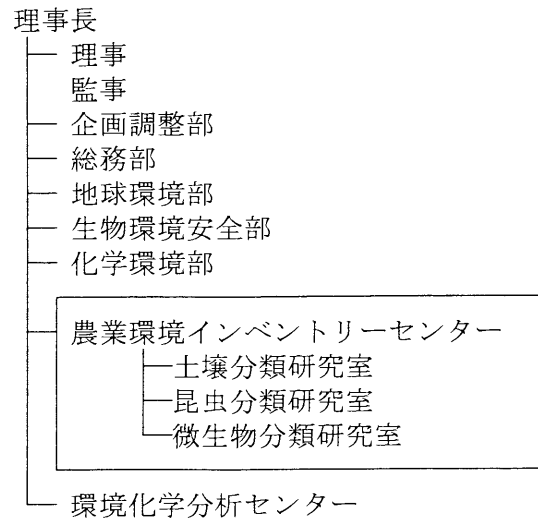 理事長
理事
監事
企画調整部
総務部
地球環境部
生物環境安全部
化学環境部
農業環境インベントリーセンター
土壌分類研究室
昆虫分類研究室
微生物分類研究室
環境化学分析センター